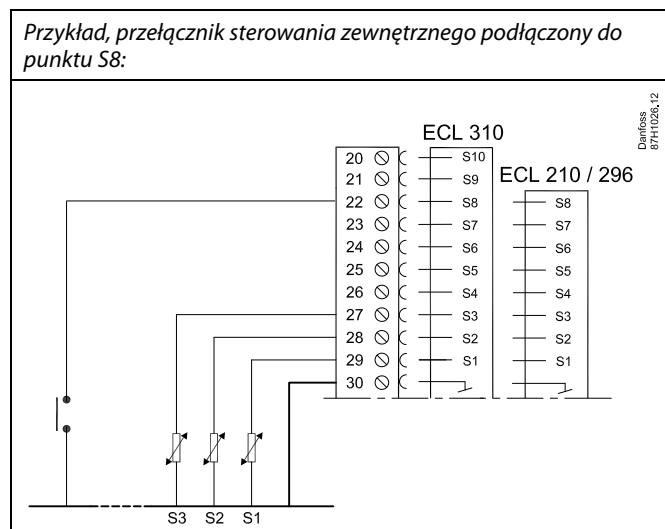 Przykład, przełącznik sterowania zewnętrznego podłączony do
punktu S8:
Danfoss
87H1026.12
ECL 310
ECL 210 / 296
20 S10
21 S9
22 S8 S8
23 S7 S7
24 S6 S6
25 S5 S5
26 S4 S4
27 S3 S3
28 S2 S2
29 S1 S1
30
S3 S2 S1